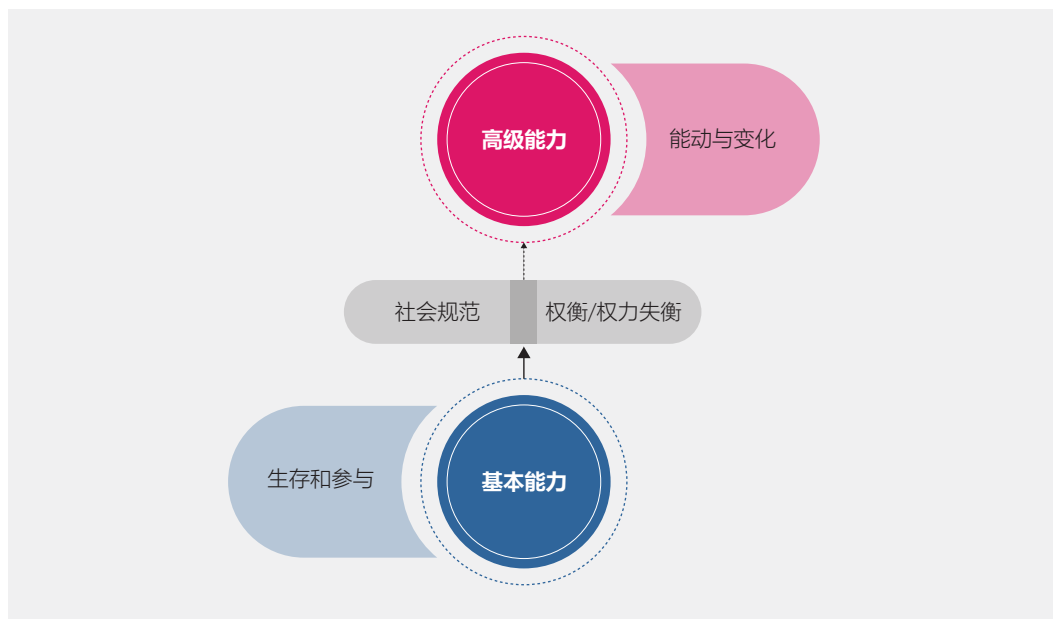 高级能力
能动与变化
社会规范
权衡/权力失衡
生存和参与
基本能力